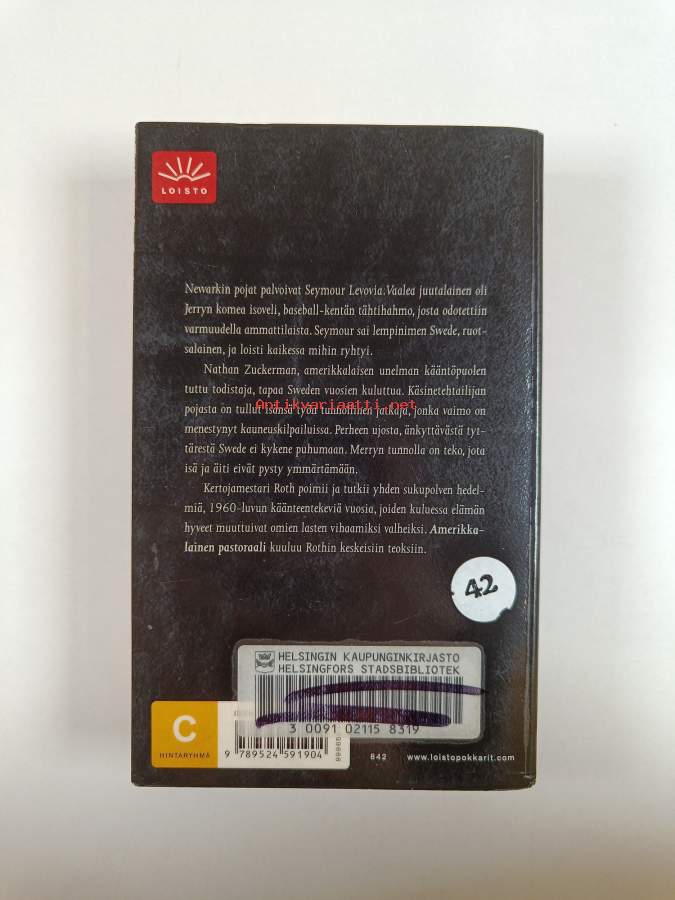 LOISTO
Newarkin pojat palvoivat Seymour Levovia. Vaalea juutalainen oli
Jerryn komea isoveli, baseball-kentän tähtihahmo, josta odotettiin
varmuudella ammattilaista. Seymour sai lempinimen Swede, ruot-
salainen, ja loisti kaikessa mihin ryhtyi.
Nathan Zuckerman, amerikkalaisen unelman kääntöpuolen
tuttu todistaja, tapaa Sweden vuosien kuluttua. Käsinetehtailijan
Antikvariaatti.net
pojasta on tullut isänsä työn tunnollinen jatkaja, jonka vaimo on
menestynyt kauneuskilpailuissa. Perheen ujosta, änkyttävästä tyt-
tärestä Swede ei kykene puhumaan. Merryn tunnolla on teko, jota
isä ja äiti eivät pysty ymmärtämään.
Kertojamestari Roth poimii ja tutkii yhden sukupolven hedel-
miä, 1960-luvun käänteentekeviä vuosia, joiden kuluessa elämän
hyveet muuttuivat omien lasten vihaamiksi valheiksi. Amerikka-
lainen pastoraali kuuluu Rothin keskeisiin teoksiin.
42
HELSINGIN KAUPUNGINKIRJASTO
HELSINGFORS STADSBIBLIOTEK
3 0091 02115 8319
C
HINTARYHMÄ
9 789524 591904
842
www.loistopokkarit.com